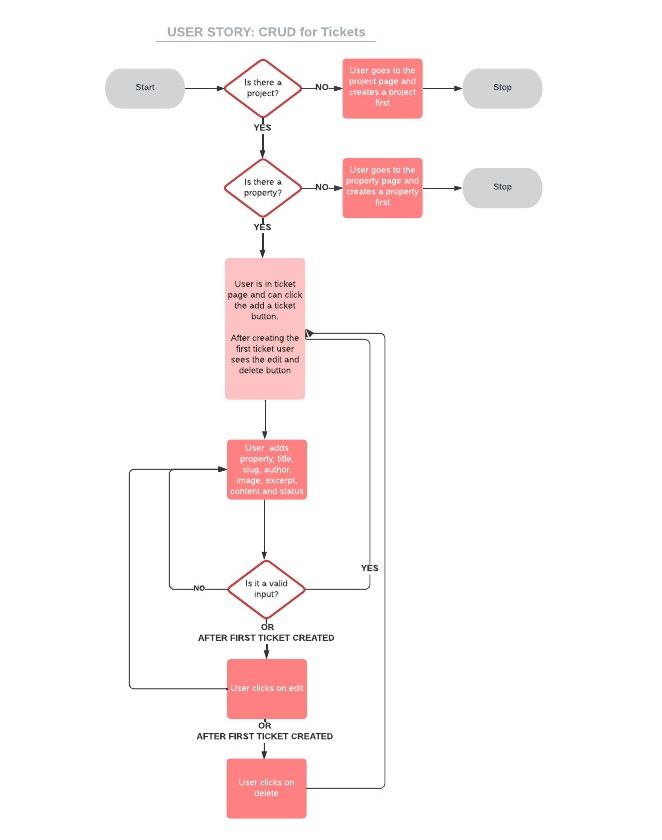 USER STORY: CRUD for Tickets
Start
Is there a
project?
NO
User goes to the
project page and
creates a project
first
Stop
YES
Is there a
property?
NO
User goes to the
property page and
creates a property
first
Stop
YES
User is in ticket
page and can click
the add a ticket
button.
After creating the
first ticket user
sees the edit and
delete button
User adds
property, title,
slug, author,
image, excerpt,
content and status
Is it a valid
input?
NO
YES
OR
AFTER FIRST TICKET CREATED
User clicks on edit
OR
AFTER FIRST TICKET CREATED
User clicks on
delete